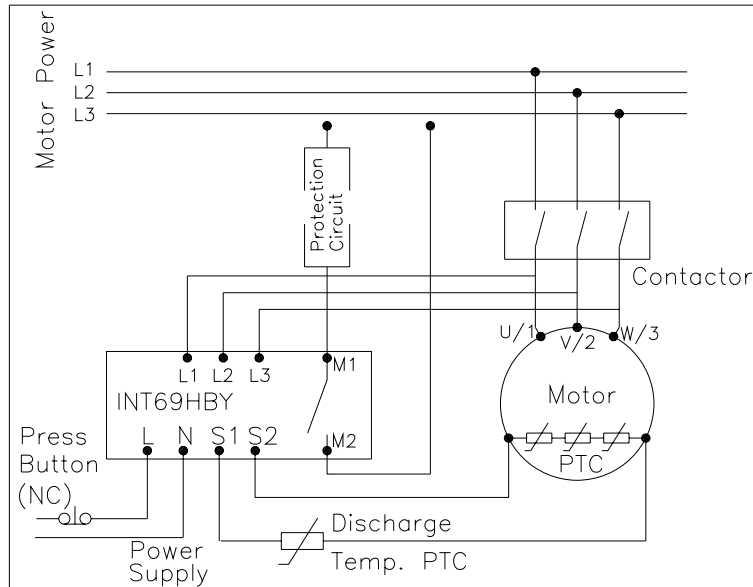 Motor Power
L1
L2
L3
Protection
Circuit
Contactor
U/1
V/2
W/3
L1 L2 L3 M1
INT69HBY
Motor
L N S1 S2 M2
PTC
Press
Button
(NC)
Discharge
Temp. PTC
Power
Supply